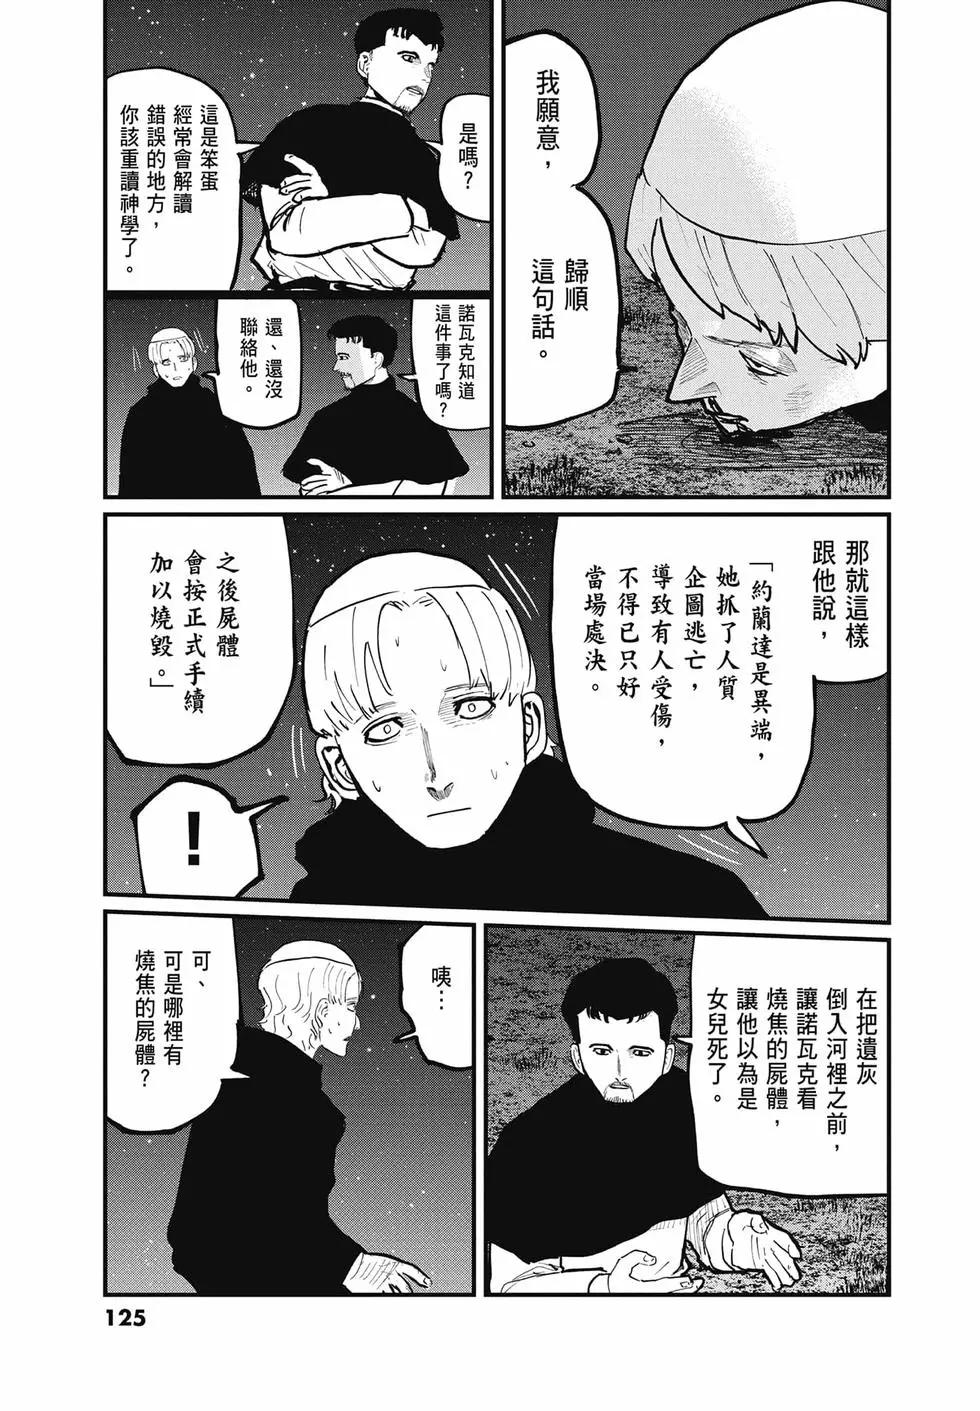 我願意，
歸順
這句話。
是嗎？
這是笨蛋
經常會解讀
錯誤的地方，
你該重讀神學了。
諾瓦克知道
這件事了嗎？
還、還沒
聯絡他。
那就這樣
跟他說，
「約蘭達是異端，
她抓了人質
企圖逃亡，
導致有人受傷，
不得已只好
當場處決。
之後屍體
會按正式手續
加以燒毀。」
！
在把遺灰
倒入河裡之前，
讓諾瓦克看
燒焦的屍體，
讓他以為是
女兒死了。
咦…
可、
可是哪裡有
燒焦的屍體？
125